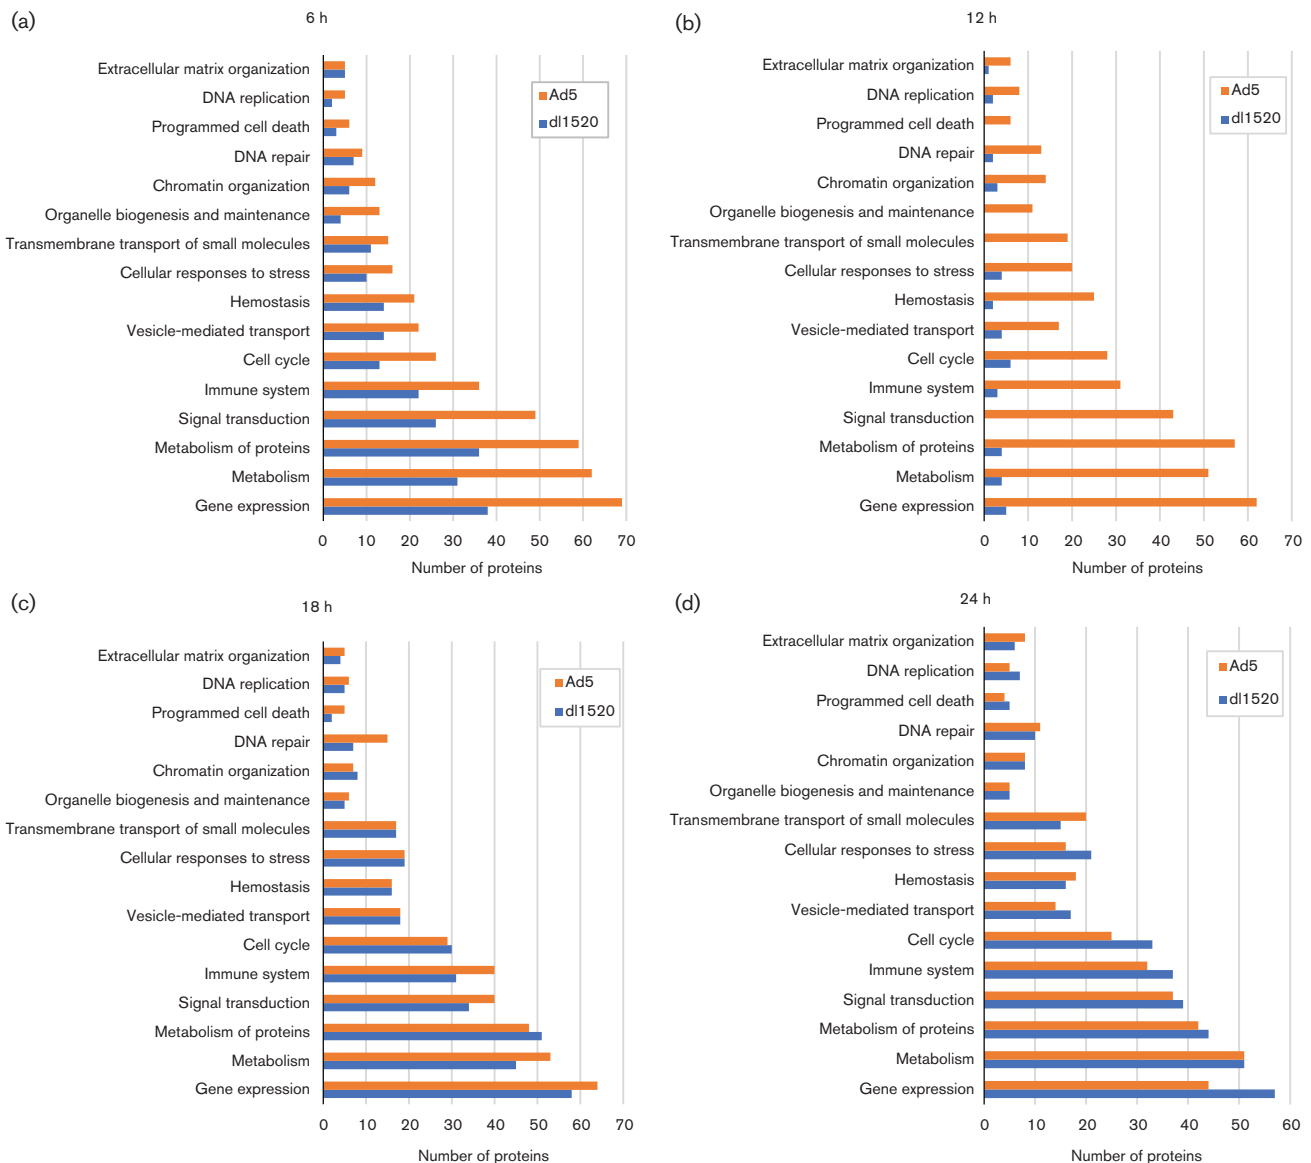 (a)
6 h
Extracellular matrix organization
DNA replication
Programmed cell death
DNA repair
Chromatin organization
Organelle biogenesis and maintenance
Transmembrane transport of small molecules
Cellular responses to stress
Hemostasis
Vesicle-mediated transport
Cell cycle
Immune system
Signal transduction
Metabolism of proteins
Metabolism
Gene expression
Ad5
dl1520
0 10 20 30 40 50 60 70
Number of proteins
(b)
12 h
Extracellular matrix organization
DNA replication
Programmed cell death
DNA repair
Chromatin organization
Organelle biogenesis and maintenance
Transmembrane transport of small molecules
Cellular responses to stress
Hemostasis
Vesicle-mediated transport
Cell cycle
Immune system
Signal transduction
Metabolism of proteins
Metabolism
Gene expression
Ad5
dl1520
0 10 20 30 40 50 60 70
Number of proteins
(c)
18 h
Extracellular matrix organization
DNA replication
Programmed cell death
DNA repair
Chromatin organization
Organelle biogenesis and maintenance
Transmembrane transport of small molecules
Cellular responses to stress
Hemostasis
Vesicle-mediated transport
Cell cycle
Immune system
Signal transduction
Metabolism of proteins
Metabolism
Gene expression
Ad5
dl1520
0 10 20 30 40 50 60 70
Number of proteins
(d)
24 h
Extracellular matrix organization
DNA replication
Programmed cell death
DNA repair
Chromatin organization
Organelle biogenesis and maintenance
Transmembrane transport of small molecules
Cellular responses to stress
Hemostasis
Vesicle-mediated transport
Cell cycle
Immune system
Signal transduction
Metabolism of proteins
Metabolism
Gene expression
Ad5
dl1520
0 10 20 30 40 50 60
Number of proteins